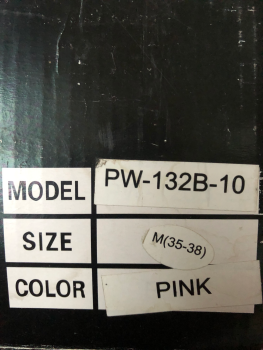 MODEL PW-132B-10
SIZE M(35-38)
COLOR PINK